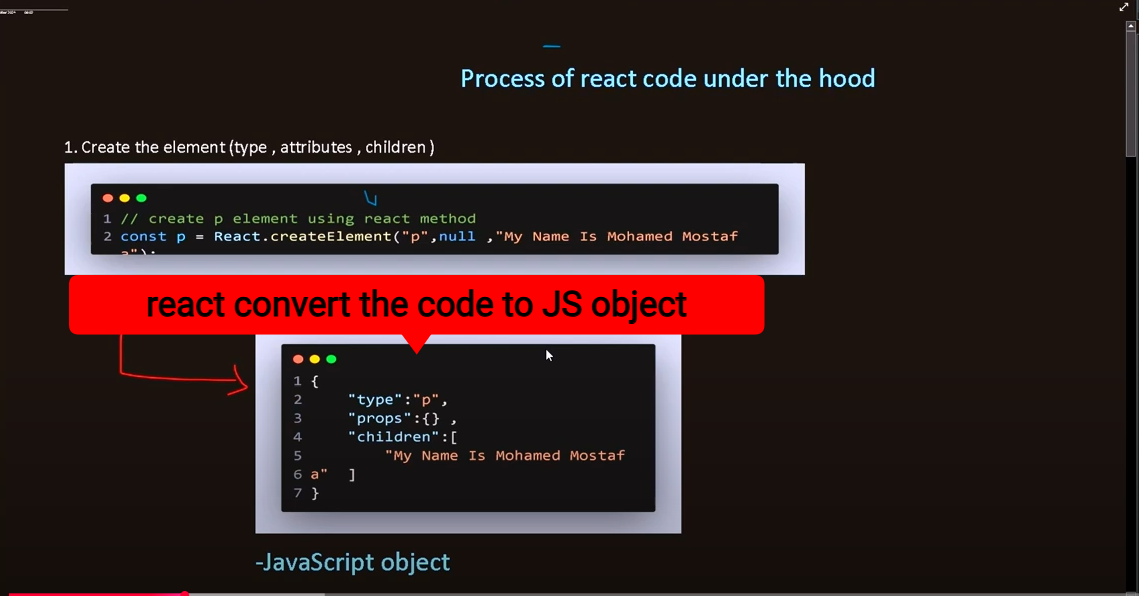 Process of react code under the hood
1. Create the element (type , attributes , children )
1 // create p element using react method
2 const p = React.createElement("p",null ,"My Name Is Mohamed Mostaf
a");
react convert the code to JS object
1 {
2 "type":"p",
3 "props":{} ,
4 "children":[
5 "My Name Is Mohamed Mostaf
6 a" ]
7 }
-JavaScript object